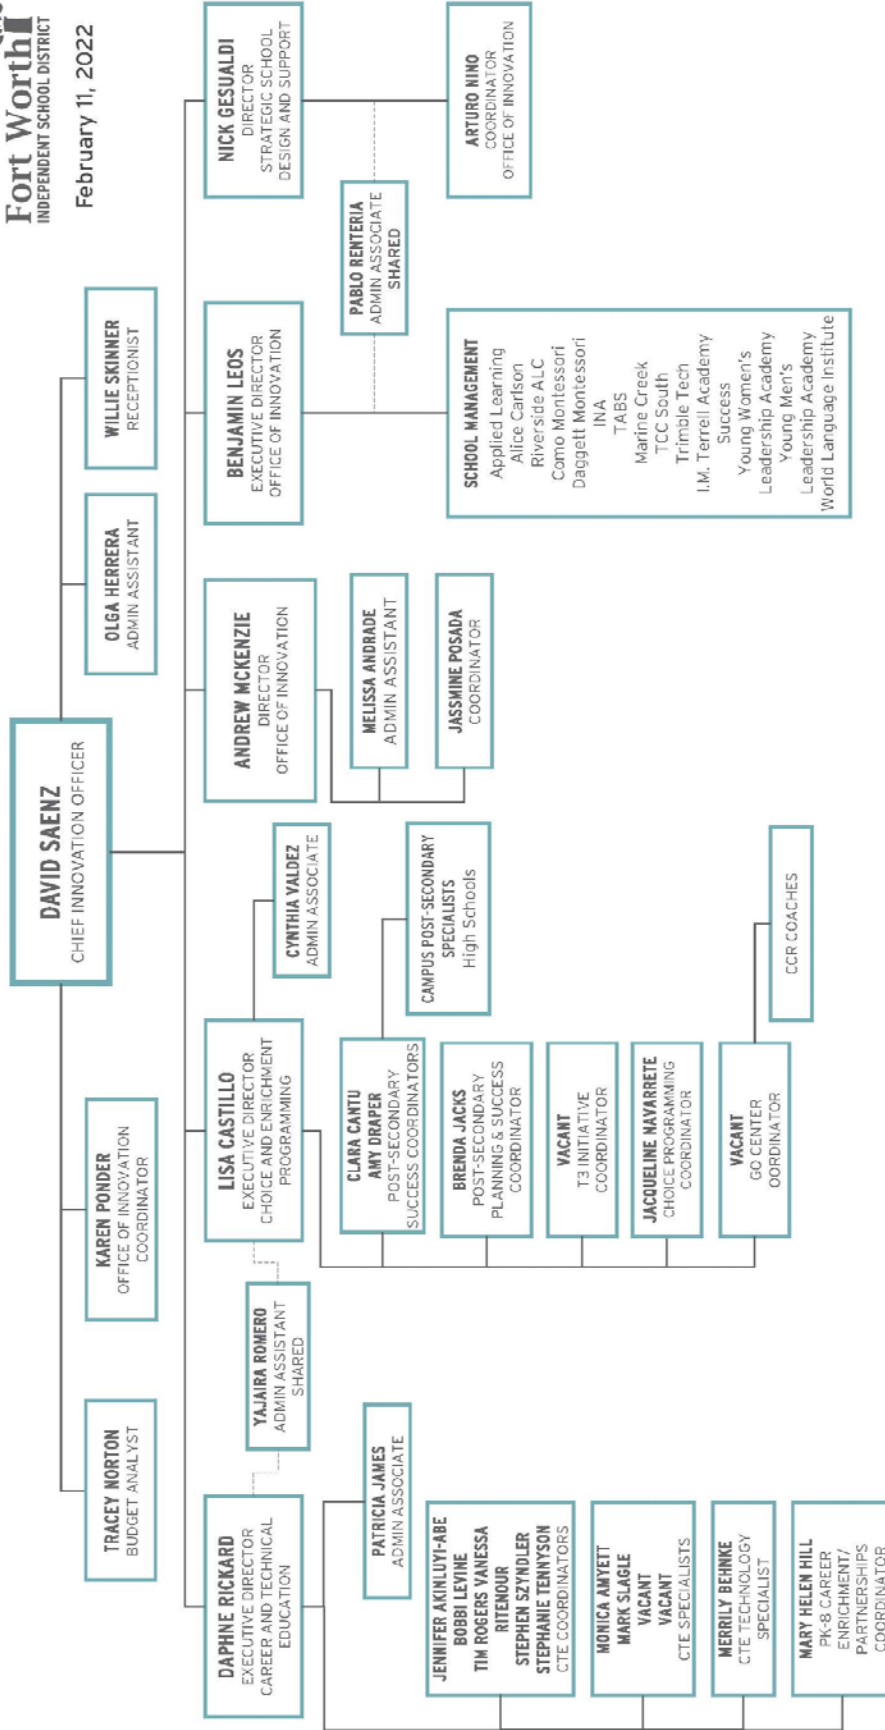 Fort Worth
INDEPENDENT SCHOOL DISTRICT
February 11, 2022
DAVID SAENZ
CHIEF INNOVATION OFFICER
TRACEY NORTON
BUDGET ANALYST
KAREN PONDER
OFFICE OF INNOVATION
COORDINATOR
OLGA HERRERA
ADMIN ASSISTANT
WILLIE SKINNER
RECEPTIONIST
DAPHNE RICKARD
EXECUTIVE DIRECTOR
CAREER AND TECHNICAL
EDUCATION
YAJAIRA ROMERO
ADMIN ASSISTANT
SHARED
PATRICIA JAMES
ADMIN ASSOCIATE
JENNIFER AKINLUYI-ABE
BOBBI LEVINE
TIM ROGERS VANESSA
RITENOUR
STEPHEN SZYNDLER
STEPHANIE TENNYSON
CTE COORDINATORS
MONICA AMYETT
MARK SLAGLE
VACANT
VACANT
CTE SPECIALISTS
MERRILY BEHNKE
CTE TECHNOLOGY
SPECIALIST
MARY HELEN HILL
PK-8 CAREER
ENRICHMENT/
PARTNERSHIPS
COORDINATOR
LISA CASTILLO
EXECUTIVE DIRECTOR
CHOICE AND ENRICHMENT
PROGRAMMING
CYNTHIA VALDEZ
ADMIN ASSOCIATE
CLARA CANTU
AMY DRAPER
POST-SECONDARY
SUCCESS COORDINATORS
CAMPUS POST-SECONDARY
SPECIALISTS
High Schools
BRENDA JACKS
POST-SECONDARY
PLANNING & SUCCESS
COORDINATOR
VACANT
T3 INITIATIVE
COORDINATOR
JACQUELINE NAVARRETE
CHOICE PROGRAMMING
COORDINATOR
VACANT
GO CENTER
OORDINATOR
CCR COACHES
ANDREW MCKENZIE
DIRECTOR
OFFICE OF INNOVATION
MELISSA ANDRADE
ADMIN ASSISTANT
JASSMINE POSADA
COORDINATOR
BENJAMIN LEOS
EXECUTIVE DIRECTOR
OFFICE OF INNOVATION
PABLO RENTERIA
ADMIN ASSOCIATE
SHARED
SCHOOL MANAGEMENT
Applied Learning
Alice Carlson
Riverside ALC
Como Montessori
Daggett Montessori
INA
TABS
Marine Creek
TCC South
Trimble Tech
I.M. Terrell Academy
Success
Young Women's
Leadership Academy
Young Men's
Leadership Academy
World Language Institute
NICK GESUALDI
DIRECTOR
STRATEGIC SCHOOL
DESIGN AND SUPPORT
ARTURO NINO
COORDINATOR
OFFICE OF INNOVATION